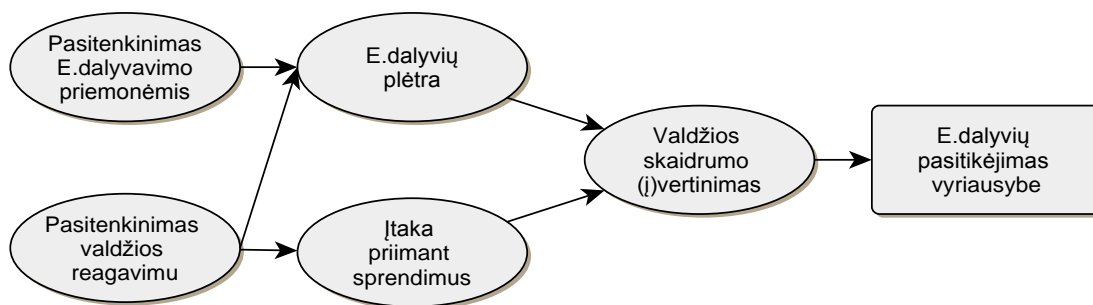 Pasitenkinimas
E.dalyvavimo
priemonėmis
E.dalyvių
plėtra
Valdžios
skaidrumo
(į)vertinimas
E.dalyvių
pasitikėjimas
vyriausybe
Pasitenkinimas
valdžios
reagavimu
Įtaka
priimant
sprendimus